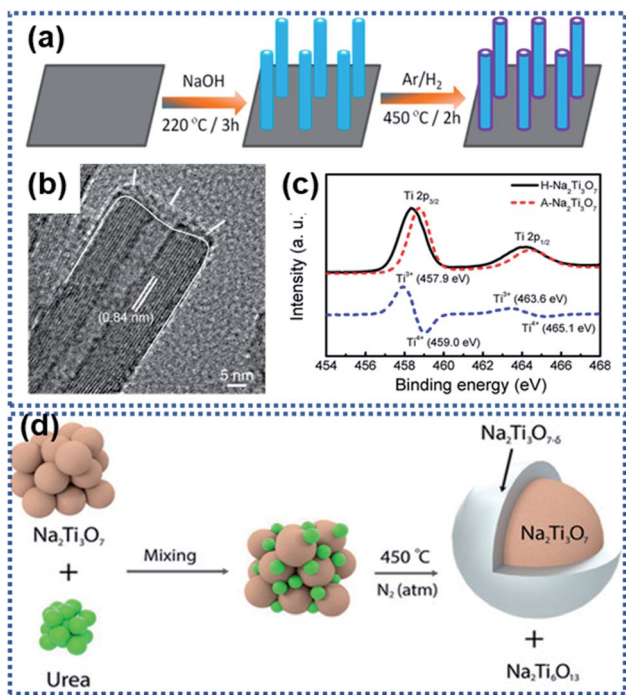 (a)
NaOH
220 °C / 3h
Ar/H₂
450 °C / 2h
(b)
(0.84 nm)
5 nm
(c)
H-Na₂Ti₃O₇
A-Na₂Ti₃O₇
Ti 2p₃/₂
Ti 2p₁/₂
Ti³⁺ (457.9 eV)
Ti³⁺ (463.6 eV)
Ti⁴⁺ (459.0 eV)
Ti⁴⁺ (465.1 eV)
Intensity (a. u.)
454 456 458 460 462 464 466 468
Binding energy (eV)
(d)
Na₂Ti₃O₇
+
Urea
Mixing
450 °C
N₂ (atm)
Na₂Ti₃O₇₋δ
Na₂Ti₃O₇
+
Na₂Ti₆O₁₃